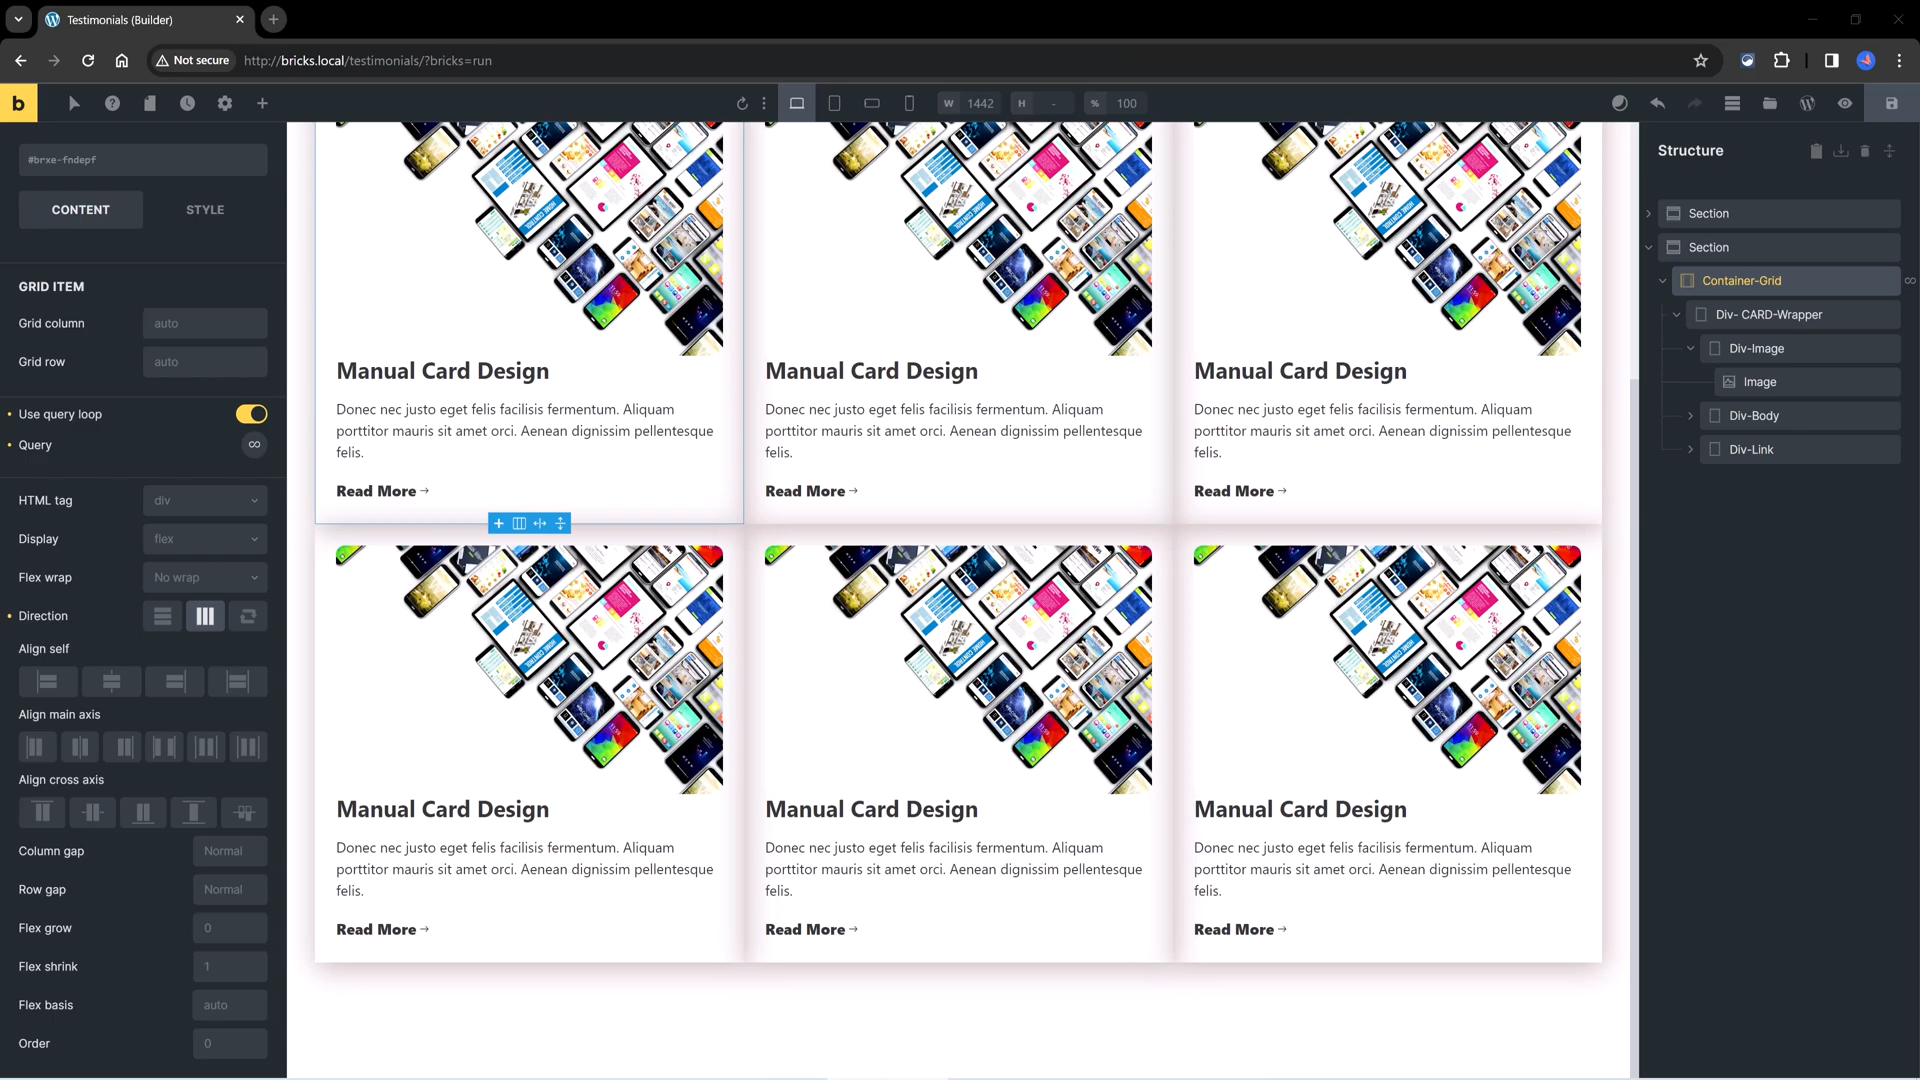 Testimonials (Builder)
Not secure
http://bricks.local/testimonials/?bricks=run
b
W 1442
H -
% 100
#brxe-fndepf
CONTENT
STYLE
GRID ITEM
Grid column auto
Grid row auto
Use query loop
Query
HTML tag div
Display flex
Flex wrap No wrap
Direction
Align self
Align main axis
Align cross axis
Column gap Normal
Row gap Normal
Flex grow 0
Flex shrink 1
Flex basis auto
Order 0
Manual Card Design
Donec nec justo eget felis facilisis fermentum. Aliquam
porttitor mauris sit amet orci. Aenean dignissim pellentesque
felis.
Read More
Manual Card Design
Donec nec justo eget felis facilisis fermentum. Aliquam
porttitor mauris sit amet orci. Aenean dignissim pellentesque
felis.
Read More
Manual Card Design
Donec nec justo eget felis facilisis fermentum. Aliquam
porttitor mauris sit amet orci. Aenean dignissim pellentesque
felis.
Read More
Manual Card Design
Donec nec justo eget felis facilisis fermentum. Aliquam
porttitor mauris sit amet orci. Aenean dignissim pellentesque
felis.
Read More
Manual Card Design
Donec nec justo eget felis facilisis fermentum. Aliquam
porttitor mauris sit amet orci. Aenean dignissim pellentesque
felis.
Read More
Manual Card Design
Donec nec justo eget felis facilisis fermentum. Aliquam
porttitor mauris sit amet orci. Aenean dignissim pellentesque
felis.
Read More
Structure
Section
Section
Container-Grid
Div- CARD-Wrapper
Div-Image
Image
Div-Body
Div-Link